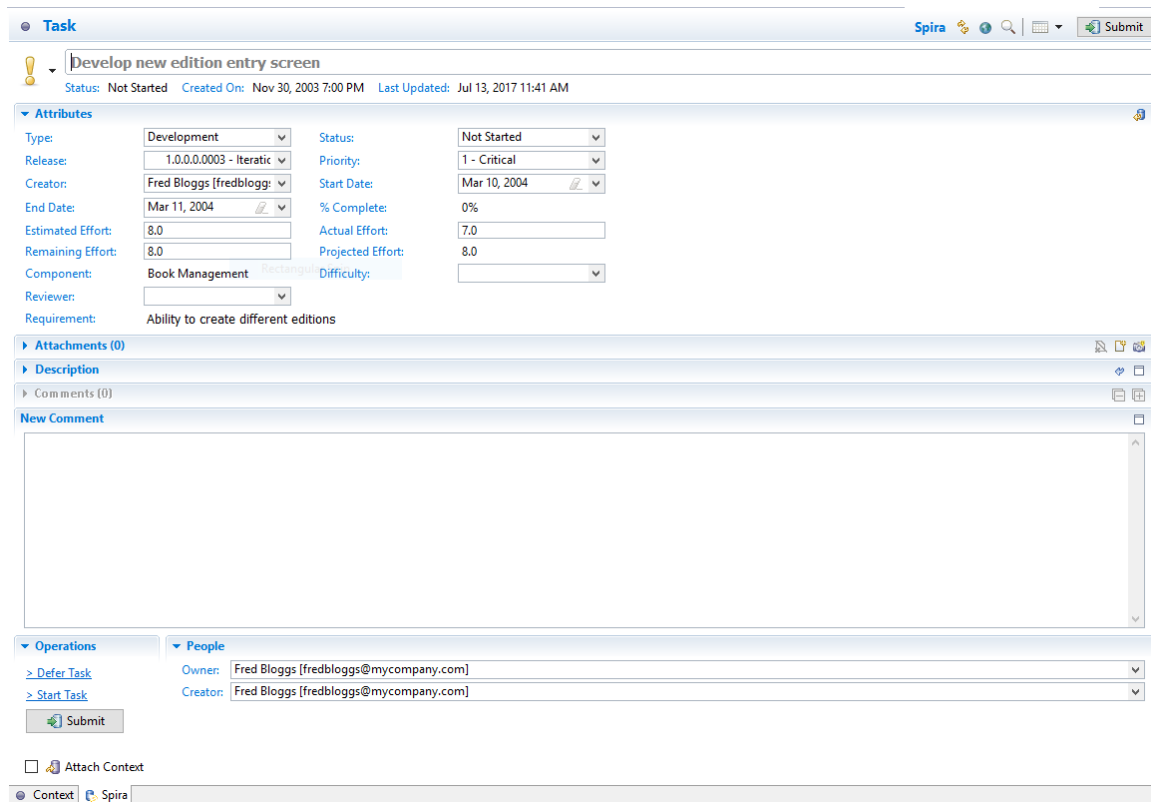 Task Spira Submit
Develop new edition entry screen
Status: Not Started Created On: Nov 30, 2003 7:00 PM Last Updated: Jul 13, 2017 11:41 AM
Attributes
Type: Development Status: Not Started
Release: 1.0.0.0.0003 - Iteratic Priority: 1 - Critical
Creator: Fred Bloggs [fredblogg: Start Date: Mar 10, 2004
End Date: Mar 11, 2004 % Complete: 0%
Estimated Effort: 8.0 Actual Effort: 7.0
Remaining Effort: 8.0 Projected Effort: 8.0
Component: Book Management Difficulty:
Reviewer:
Requirement: Ability to create different editions
Attachments (0)
Description
Comments (0)
New Comment
Operations People
> Defer Task Owner: Fred Bloggs [fredbloggs@mycompany.com]
> Start Task Creator: Fred Bloggs [fredbloggs@mycompany.com]
Submit
Attach Context
Context Spira